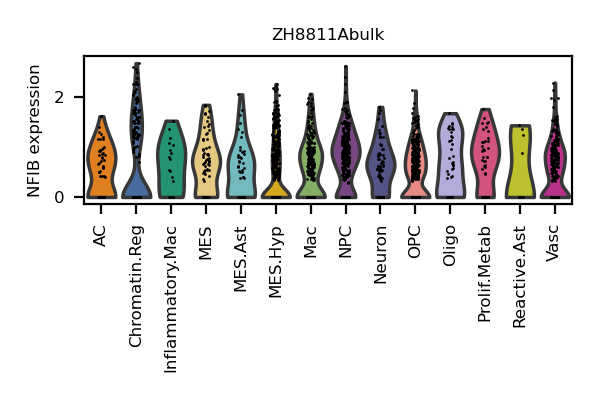 ZH8811Abulk
NFIB expression
2
0
AC
Chromatin.Reg
Inflammatory.Mac
MES
MES.Ast
MES.Hyp
Mac
NPC
Neuron
OPC
Oligo
Prolif.Metab
Reactive.Ast
Vasc